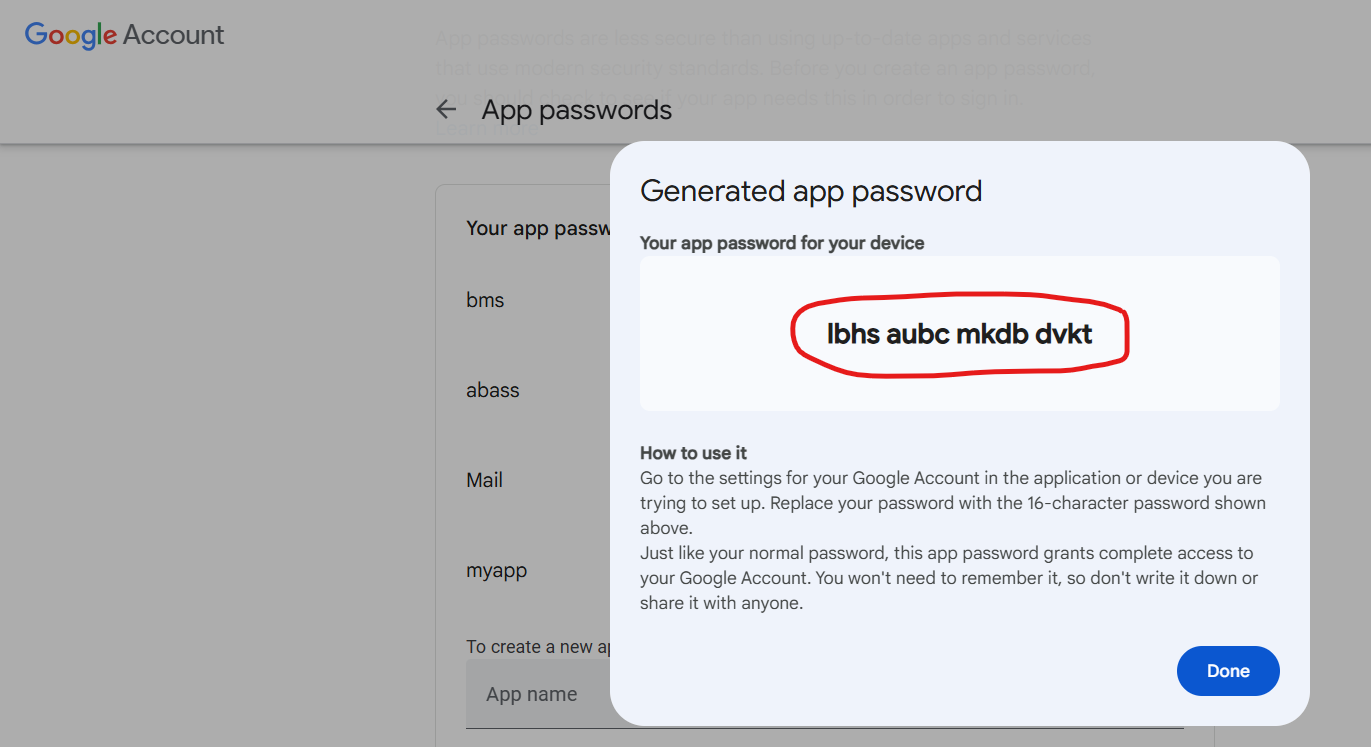 Google Account
App passwords are less secure than using up-to-date apps and services
that use modern security standards. Before you create an app password,
you should check to see if your app needs this in order to sign in.
App passwords
Learn more
Your app passw
bms
abass
Mail
myapp
To create a new ap
App name
Generated app password
Your app password for your device
lbhs aubc mkdb dvkt
How to use it
Go to the settings for your Google Account in the application or device you are
trying to set up. Replace your password with the 16-character password shown
above.
Just like your normal password, this app password grants complete access to
your Google Account. You won't need to remember it, so don't write it down or
share it with anyone.
Done